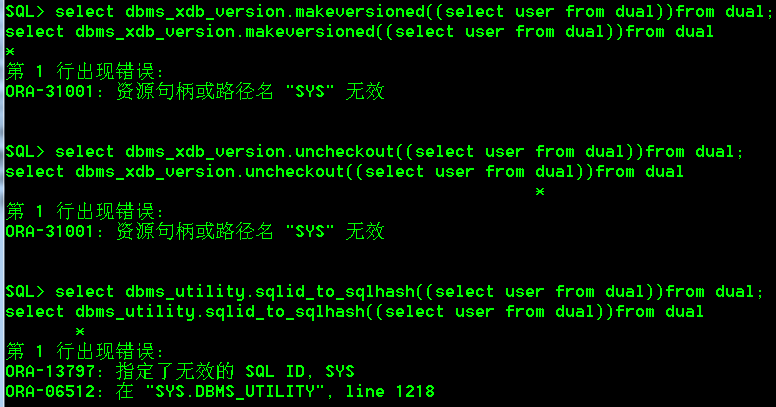 SQL> select dbms_xdb_version.makeversioned((select user from dual))from dual;
select dbms_xdb_version.makeversioned((select user from dual))from dual
*
第 1 行出现错误:
ORA-31001: 资源句柄或路径名 "SYS" 无效
SQL> select dbms_xdb_version.uncheckout((select user from dual))from dual;
select dbms_xdb_version.uncheckout((select user from dual))from dual
*
第 1 行出现错误:
ORA-31001: 资源句柄或路径名 "SYS" 无效
SQL> select dbms_utility.sqlid_to_sqlhash((select user from dual))from dual;
select dbms_utility.sqlid_to_sqlhash((select user from dual))from dual
*
第 1 行出现错误:
ORA-13797: 指定了无效的 SQL ID, SYS
ORA-06512: 在 "SYS.DBMS_UTILITY", line 1218